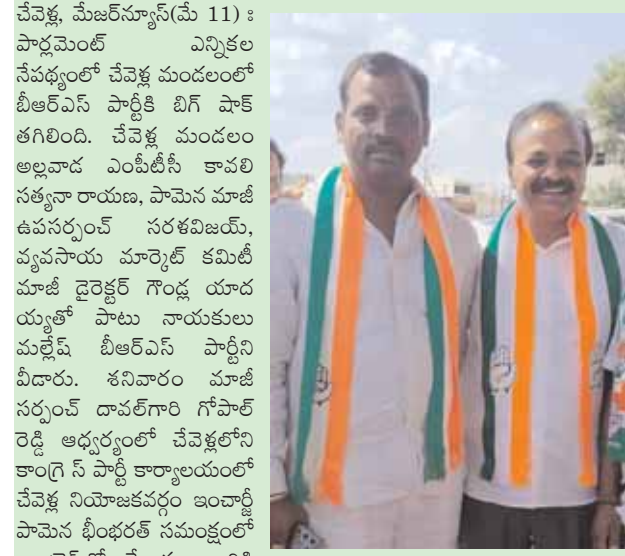 చేవెళ్ల, మేజర్‌న్యూస్(మే 11) :
పార్లమెంట్ ఎన్నికల
నేపథ్యంలో చేవెళ్ల మండలంలో
బీఆర్ఎస్ పార్టీకి బిగ్ షాక్
తగిలింది. చేవెళ్ల మండలం
అల్లవాడ ఎంపీటీసీ కావలి
సత్యనా రాయణ, పామెన మాజీ
ఉపసర్పంచ్ సరళవిజయ్,
వ్యవసాయ మార్కెట్ కమిటీ
మాజీ డైరెక్టర్ గౌండ్ల యాద
య్యతో పాటు నాయకులు
మల్లేష్ బీఆర్ఎస్ పార్టీని
వీడారు. శనివారం మాజీ
సర్పంచ్ దావల్‌గారి గోపాల్
రెడ్డి ఆధ్వర్యంలో చేవెళ్లలోని
కాంగ్రె స్ పార్టీ కార్యాలయంలో
చేవెళ్ల నియోజకవర్గం ఇంచార్జీ
పామెన భీంభరత్ సమంక్షంలో